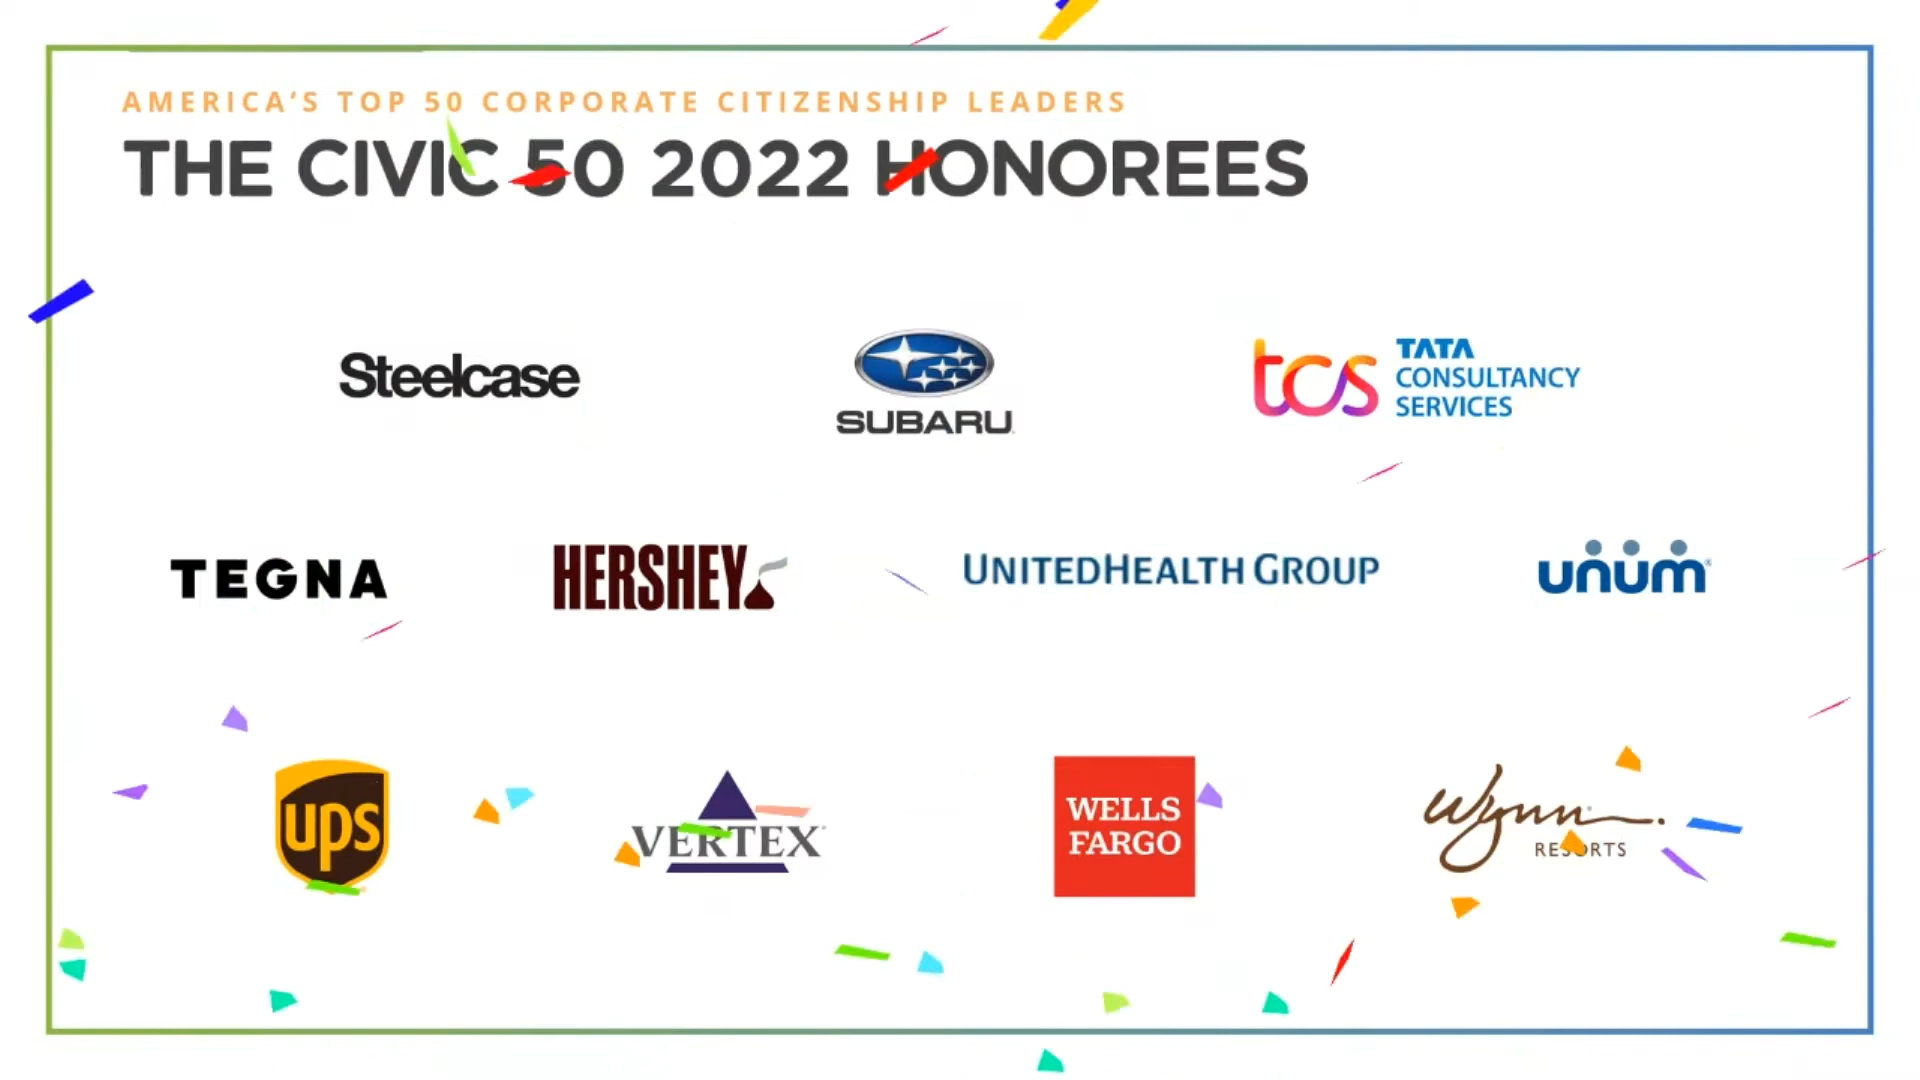 AMERICA'S TOP 50 CORPORATE CITIZENSHIP LEADERS
THE CIVIC 50 2022 HONOREES
Steelcase
SUBARU
tcs
TATA
CONSULTANCY
SERVICES
TEGNA
HERSHEY
UNITEDHEALTH GROUP
unum
ups
VERTEX
WELLS
FARGO
Wynn
RESORTS